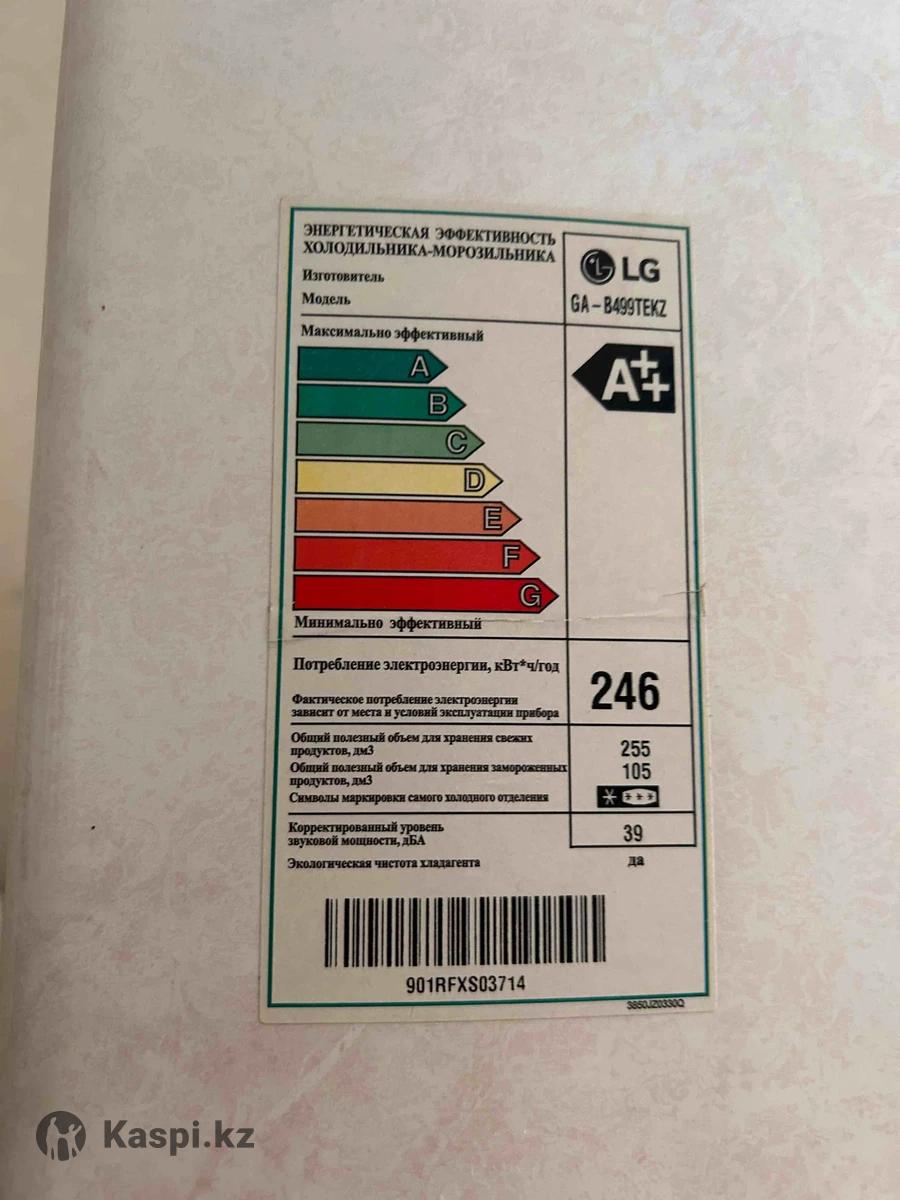 ЭНЕРГЕТИЧЕСКАЯ ЭФФЕКТИВНОСТЬ
ХОЛОДИЛЬНИКА-МОРОЗИЛЬНИКА
Изготовитель
LG
Модель
GA-B499TEKZ
Максимально эффективный
A
A++
B
C
D
E
F
G
Минимально эффективный
Потребление электроэнергии, кВт*ч/год
246
Фактическое потребление электроэнергии
зависит от места и условий эксплуатации прибора
Общий полезный объем для хранения свежих
продуктов, дм3
255
Общий полезный объем для хранения замороженных
продуктов, дм3
105
Символы маркировки самого холодного отделения
Корректированный уровень
звуковой мощности, дБА
39
Экологическая чистота хладагента
да
901RFXS03714
3850JZ0330Q
Kaspi.kz